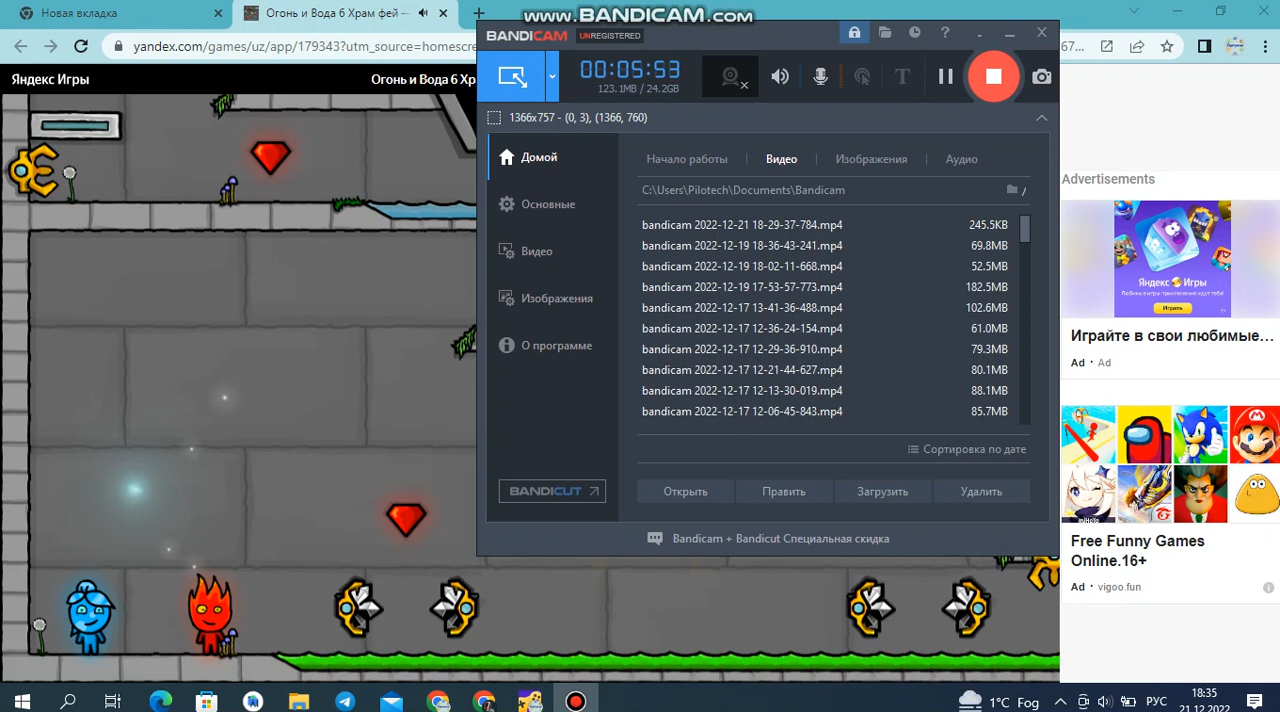 Новая вкладка
Огонь и Вода 6 Храм фей –
www.BANDICAM.com
yandex.com/games/uz/app/179343?utm_source=homescre
67...
BANDICAM UNREGISTERED
Яндекс Игры
Огонь и Вода 6 Хра
00:05:53
123.1MB / 24.2GB
1366x757 - (0, 3), (1366, 760)
Домой
Основные
Видео
Изображения
О программе
BANDICUT
Начало работы
Видео
Изображения
Аудио
C:\Users\Pilotech\Documents\Bandicam
bandicam 2022-12-21 18-29-37-784.mp4 245.5KB
bandicam 2022-12-19 18-36-43-241.mp4 69.8MB
bandicam 2022-12-19 18-02-11-668.mp4 52.5MB
bandicam 2022-12-19 17-53-57-773.mp4 182.5MB
bandicam 2022-12-17 13-41-36-488.mp4 102.6MB
bandicam 2022-12-17 12-36-24-154.mp4 61.0MB
bandicam 2022-12-17 12-29-36-910.mp4 79.3MB
bandicam 2022-12-17 12-21-44-627.mp4 80.1MB
bandicam 2022-12-17 12-13-30-019.mp4 88.1MB
bandicam 2022-12-17 12-06-45-843.mp4 85.7MB
Сортировка по дате
Открыть
Править
Загрузить
Удалить
Bandicam + Bandicut Специальная скидка
Advertisements
Яндекс Игры
Играть
Играйте в свои любимые...
Ad • Ad
Free Funny Games
Online.16+
Ad • vigoo.fun
1°C Fog
РУС
18:35
21.12.2022